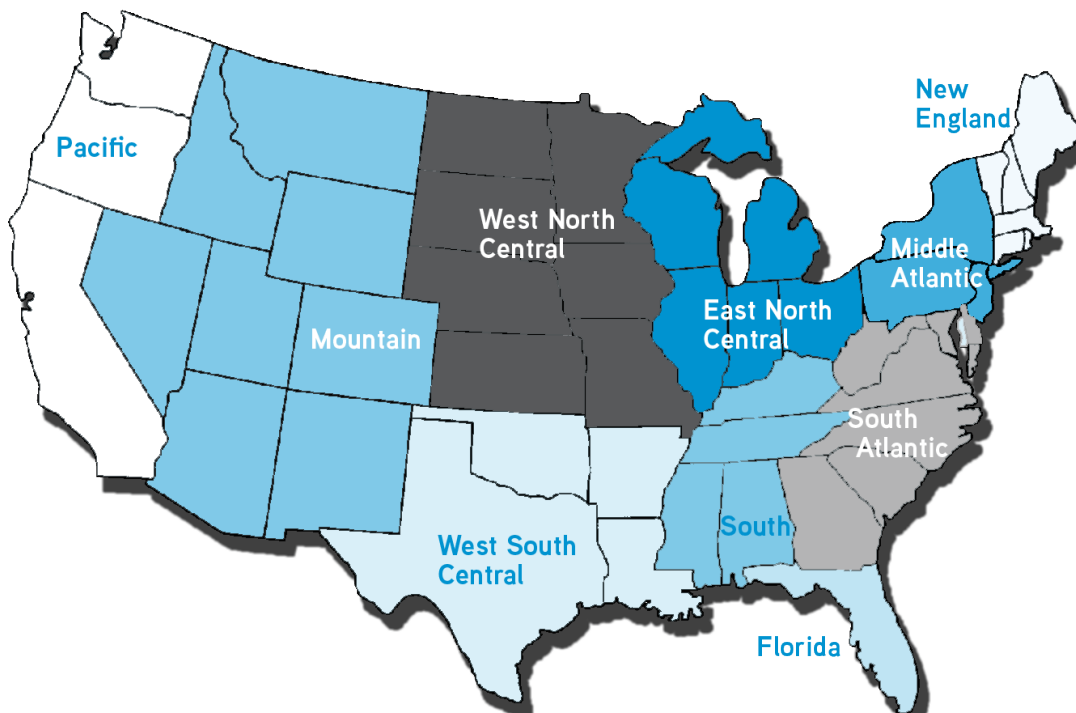 New
England
Pacific
West North
Central
Middle
Atlantic
East North
Central
Mountain
South
Atlantic
South
West South
Central
Florida